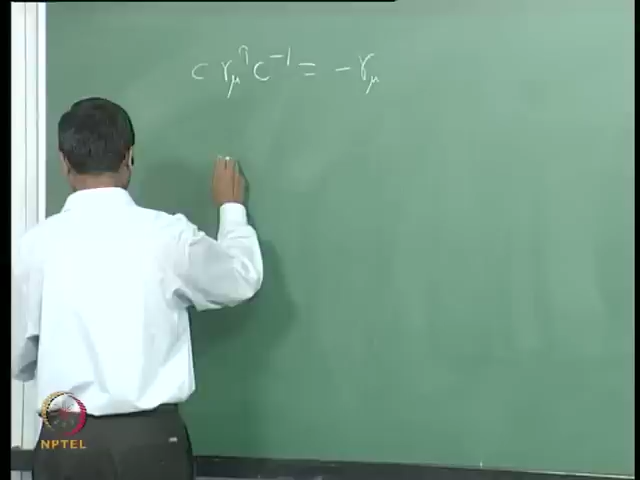 C γ_μ^T C^{-1} = -γ_μ
NPTEL